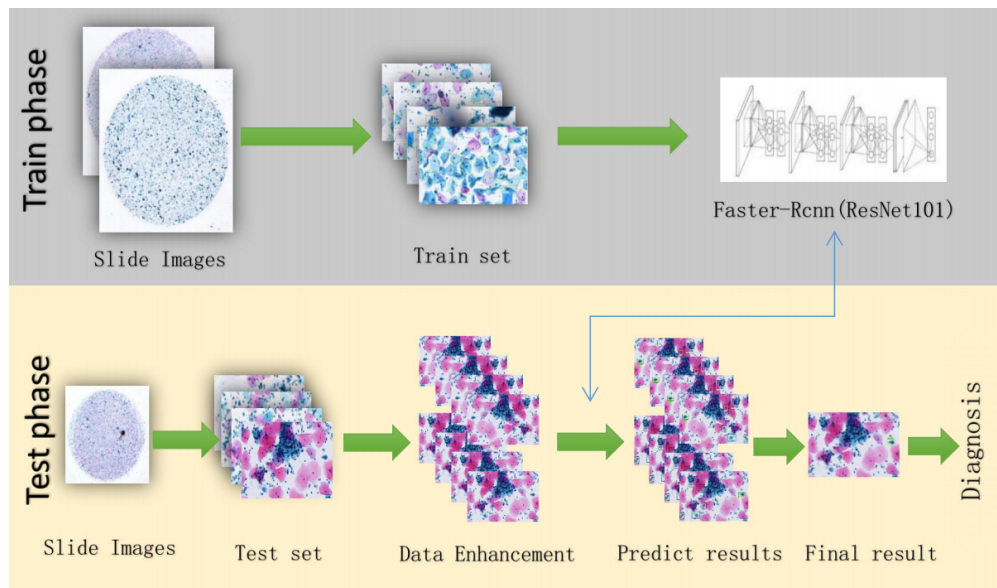 Train phase
Slide Images
Train set
Faster-Rcnn(ResNet101)
Test phase
Slide Images
Test set
Data Enhancement
Predict results
Final result
Diagnosis